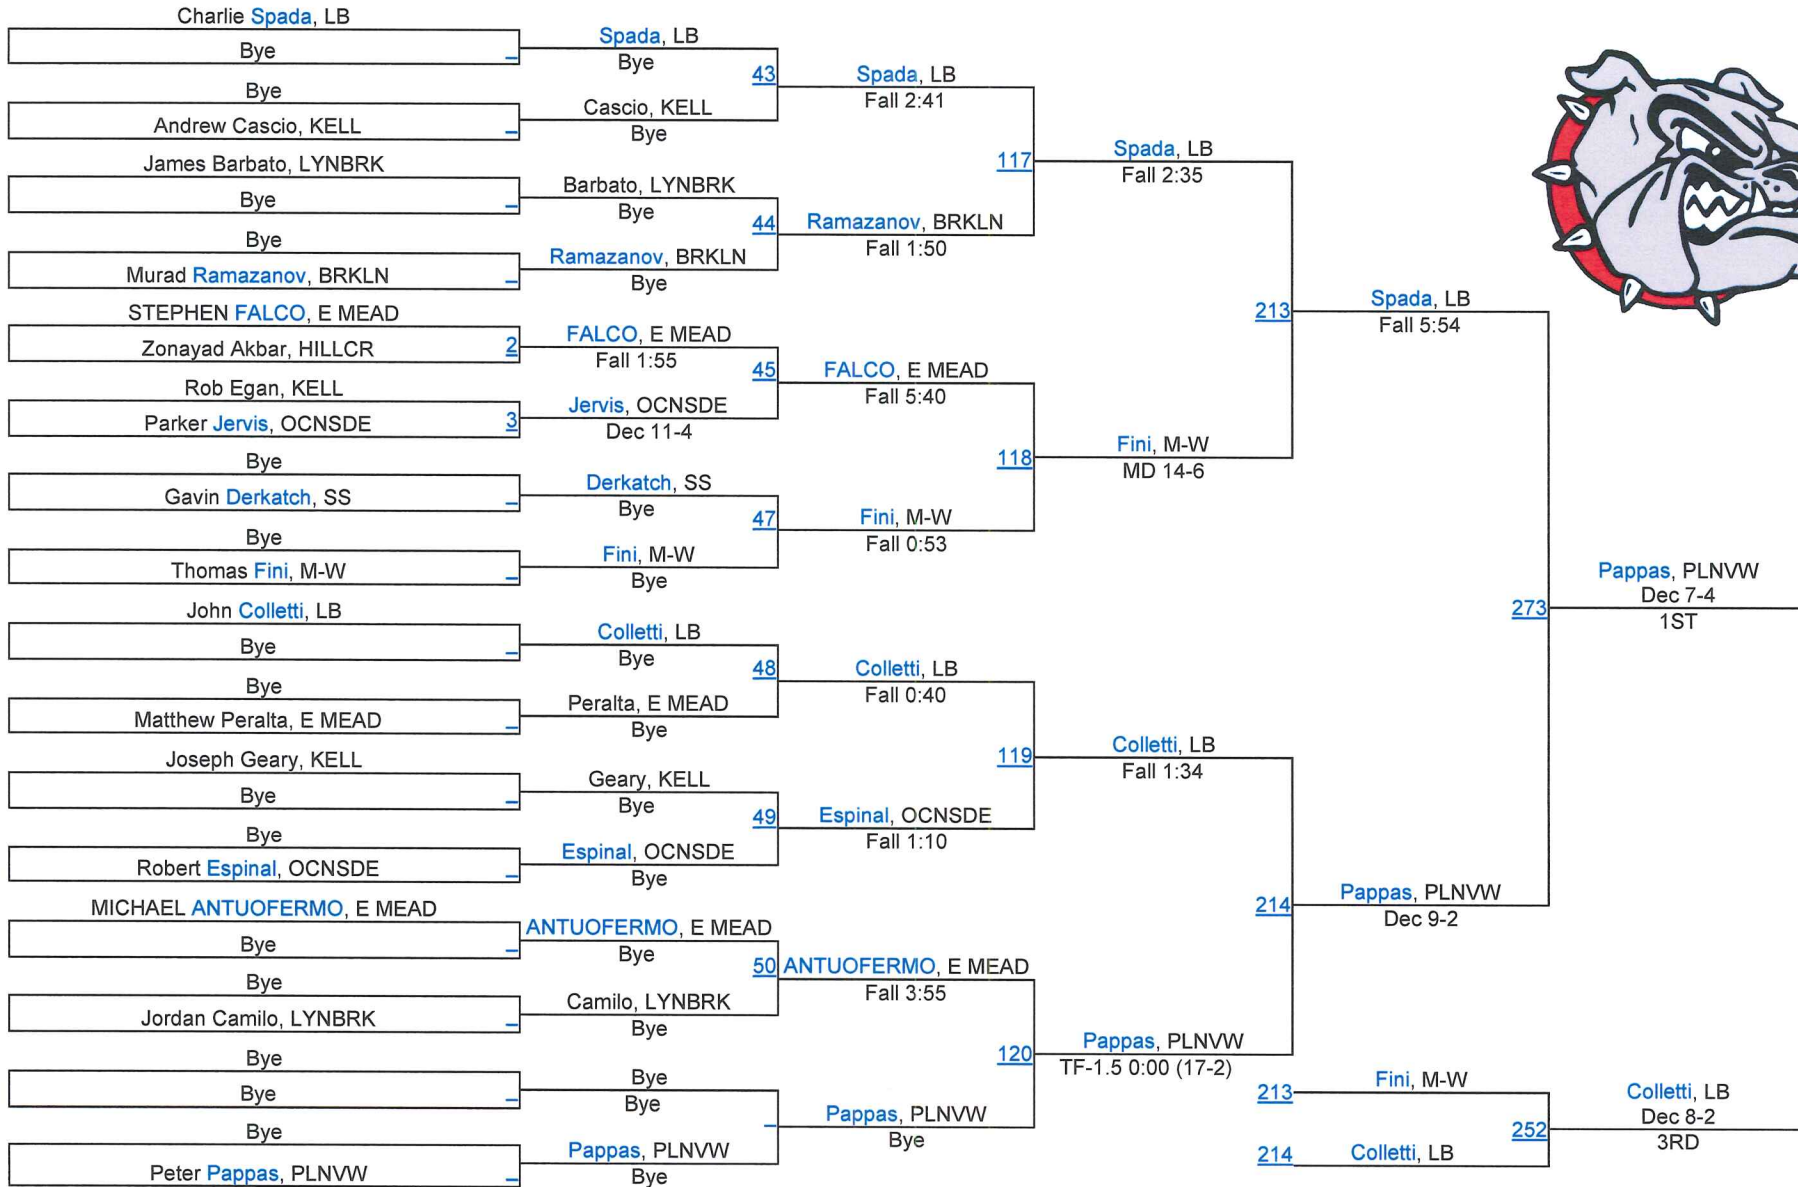 Charlie Spada, LB
Bye
_
Bye
Andrew Cascio, KELL
_
James Barbato, LYNBRK
Bye
_
Bye
Murad Ramazanov, BRKLN
_
STEPHEN FALCO, E MEAD
Zonayad Akbar, HILLCR
2
Rob Egan, KELL
Parker Jervis, OCNSDE
3
Bye
Gavin Derkatch, SS
_
Bye
Thomas Fini, M-W
_
John Colletti, LB
Bye
_
Bye
Matthew Peralta, E MEAD
_
Joseph Geary, KELL
Bye
_
Bye
Robert Espinal, OCNSDE
_
MICHAEL ANTUOFERMO, E MEAD
Bye
_
Bye
Jordan Camilo, LYNBRK
_
Bye
Bye
_
Bye
Peter Pappas, PLNVW
_
Spada, LB
Bye
43
Cascio, KELL
Bye
Barbato, LYNBRK
Bye
44
Ramazanov, BRKLN
Bye
FALCO, E MEAD
Fall 1:55
45
Jervis, OCNSDE
Dec 11-4
Derkatch, SS
Bye
47
Fini, M-W
Bye
Colletti, LB
Bye
48
Peralta, E MEAD
Bye
Geary, KELL
Bye
49
Espinal, OCNSDE
Bye
ANTUOFERMO, E MEAD
Bye
50
Camilo, LYNBRK
Bye
Bye
Bye
_
Pappas, PLNVW
Bye
Spada, LB
Fall 2:41
117
Ramazanov, BRKLN
Fall 1:50
FALCO, E MEAD
Fall 5:40
118
Fini, M-W
Fall 0:53
Colletti, LB
Fall 0:40
119
Espinal, OCNSDE
Fall 1:10
ANTUOFERMO, E MEAD
Fall 3:55
120
Pappas, PLNVW
Bye
Spada, LB
Fall 2:35
213
Fini, M-W
MD 14-6
Colletti, LB
Fall 1:34
214
Pappas, PLNVW
TF-1.5 0:00 (17-2)
Spada, LB
Fall 5:54
273
Pappas, PLNVW
Dec 9-2
Pappas, PLNVW
Dec 7-4
1ST
213
Fini, M-W
252
214
Colletti, LB
Colletti, LB
Dec 8-2
3RD